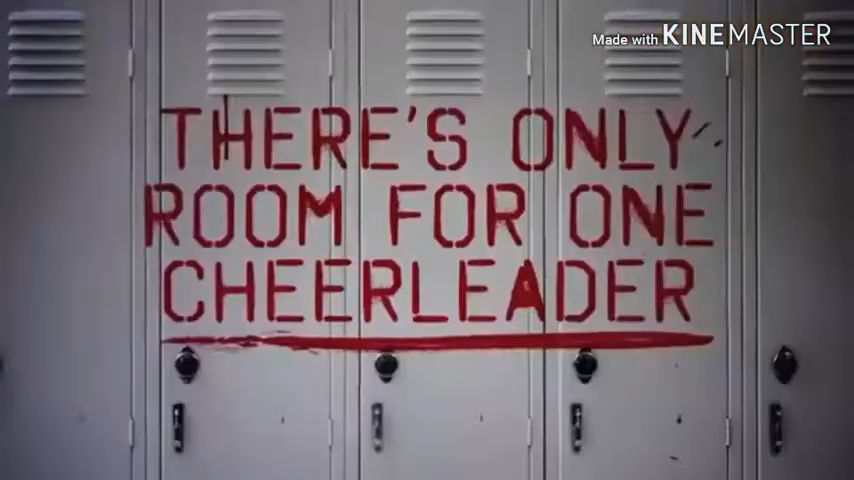 Made with KINEMASTER
THERE'S ONLY
ROOM FOR ONE
CHEERLEADER